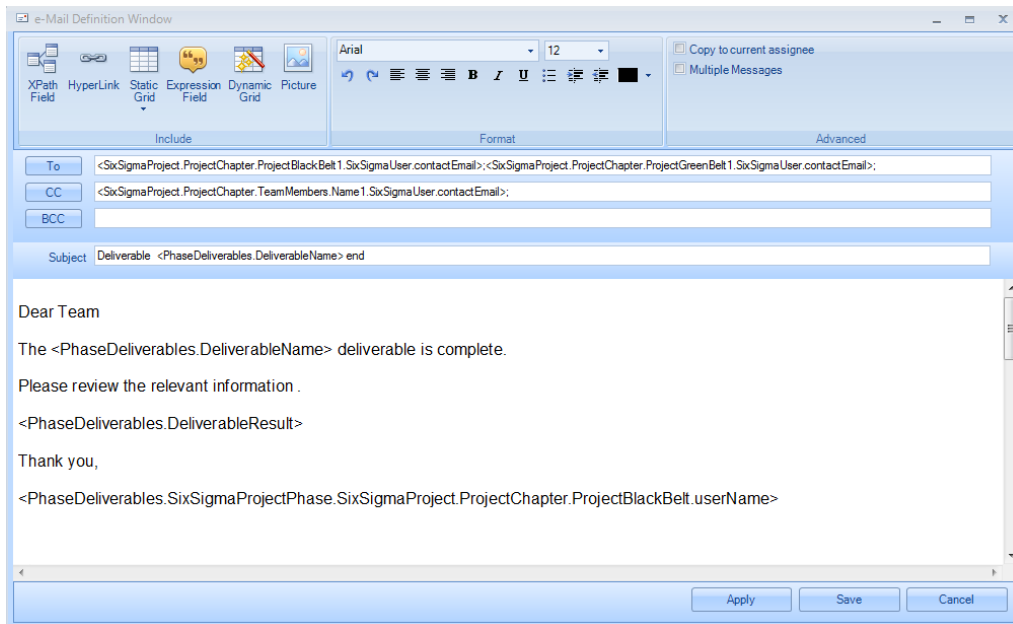 e-Mail Definition Window
XPath Field
HyperLink
Static Grid
Expression Field
Dynamic Grid
Picture
Include
Arial
12
B I U
Format
Copy to current assignee
Multiple Messages
Advanced
To <SixSigmaProject.ProjectChapter.ProjectBlackBelt1.SixSigmaUser.contactEmail>;<SixSigmaProject.ProjectChapter.ProjectGreenBelt1.SixSigmaUser.contactEmail>;
CC <SixSigmaProject.ProjectChapter.TeamMembers.Name1.SixSigmaUser.contactEmail>;
BCC
Subject Deliverable <PhaseDeliverables.DeliverableName> end
Dear Team
The <PhaseDeliverables.DeliverableName> deliverable is complete.
Please review the relevant information .
<PhaseDeliverables.DeliverableResult>
Thank you,
<PhaseDeliverables.SixSigmaProjectPhase.SixSigmaProject.ProjectChapter.ProjectBlackBelt.userName>
Apply Save Cancel